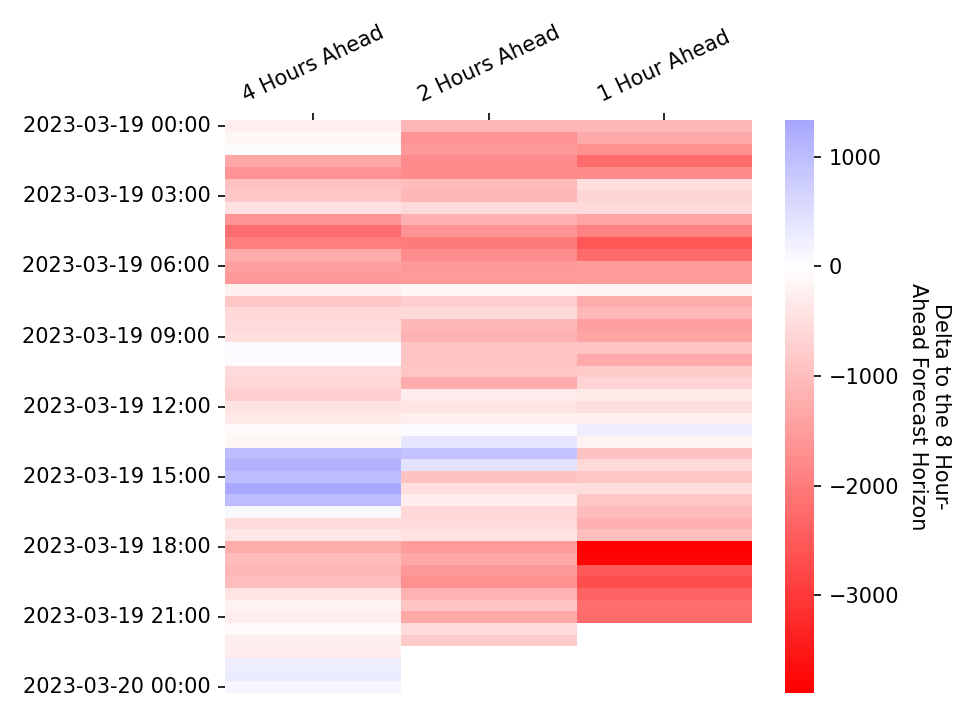 4 Hours Ahead
2 Hours Ahead
1 Hour Ahead
2023-03-19 00:00
2023-03-19 03:00
2023-03-19 06:00
2023-03-19 09:00
2023-03-19 12:00
2023-03-19 15:00
2023-03-19 18:00
2023-03-19 21:00
2023-03-20 00:00
1000
0
−1000
−2000
−3000
Delta to the 8 Hour-
Ahead Forecast Horizon